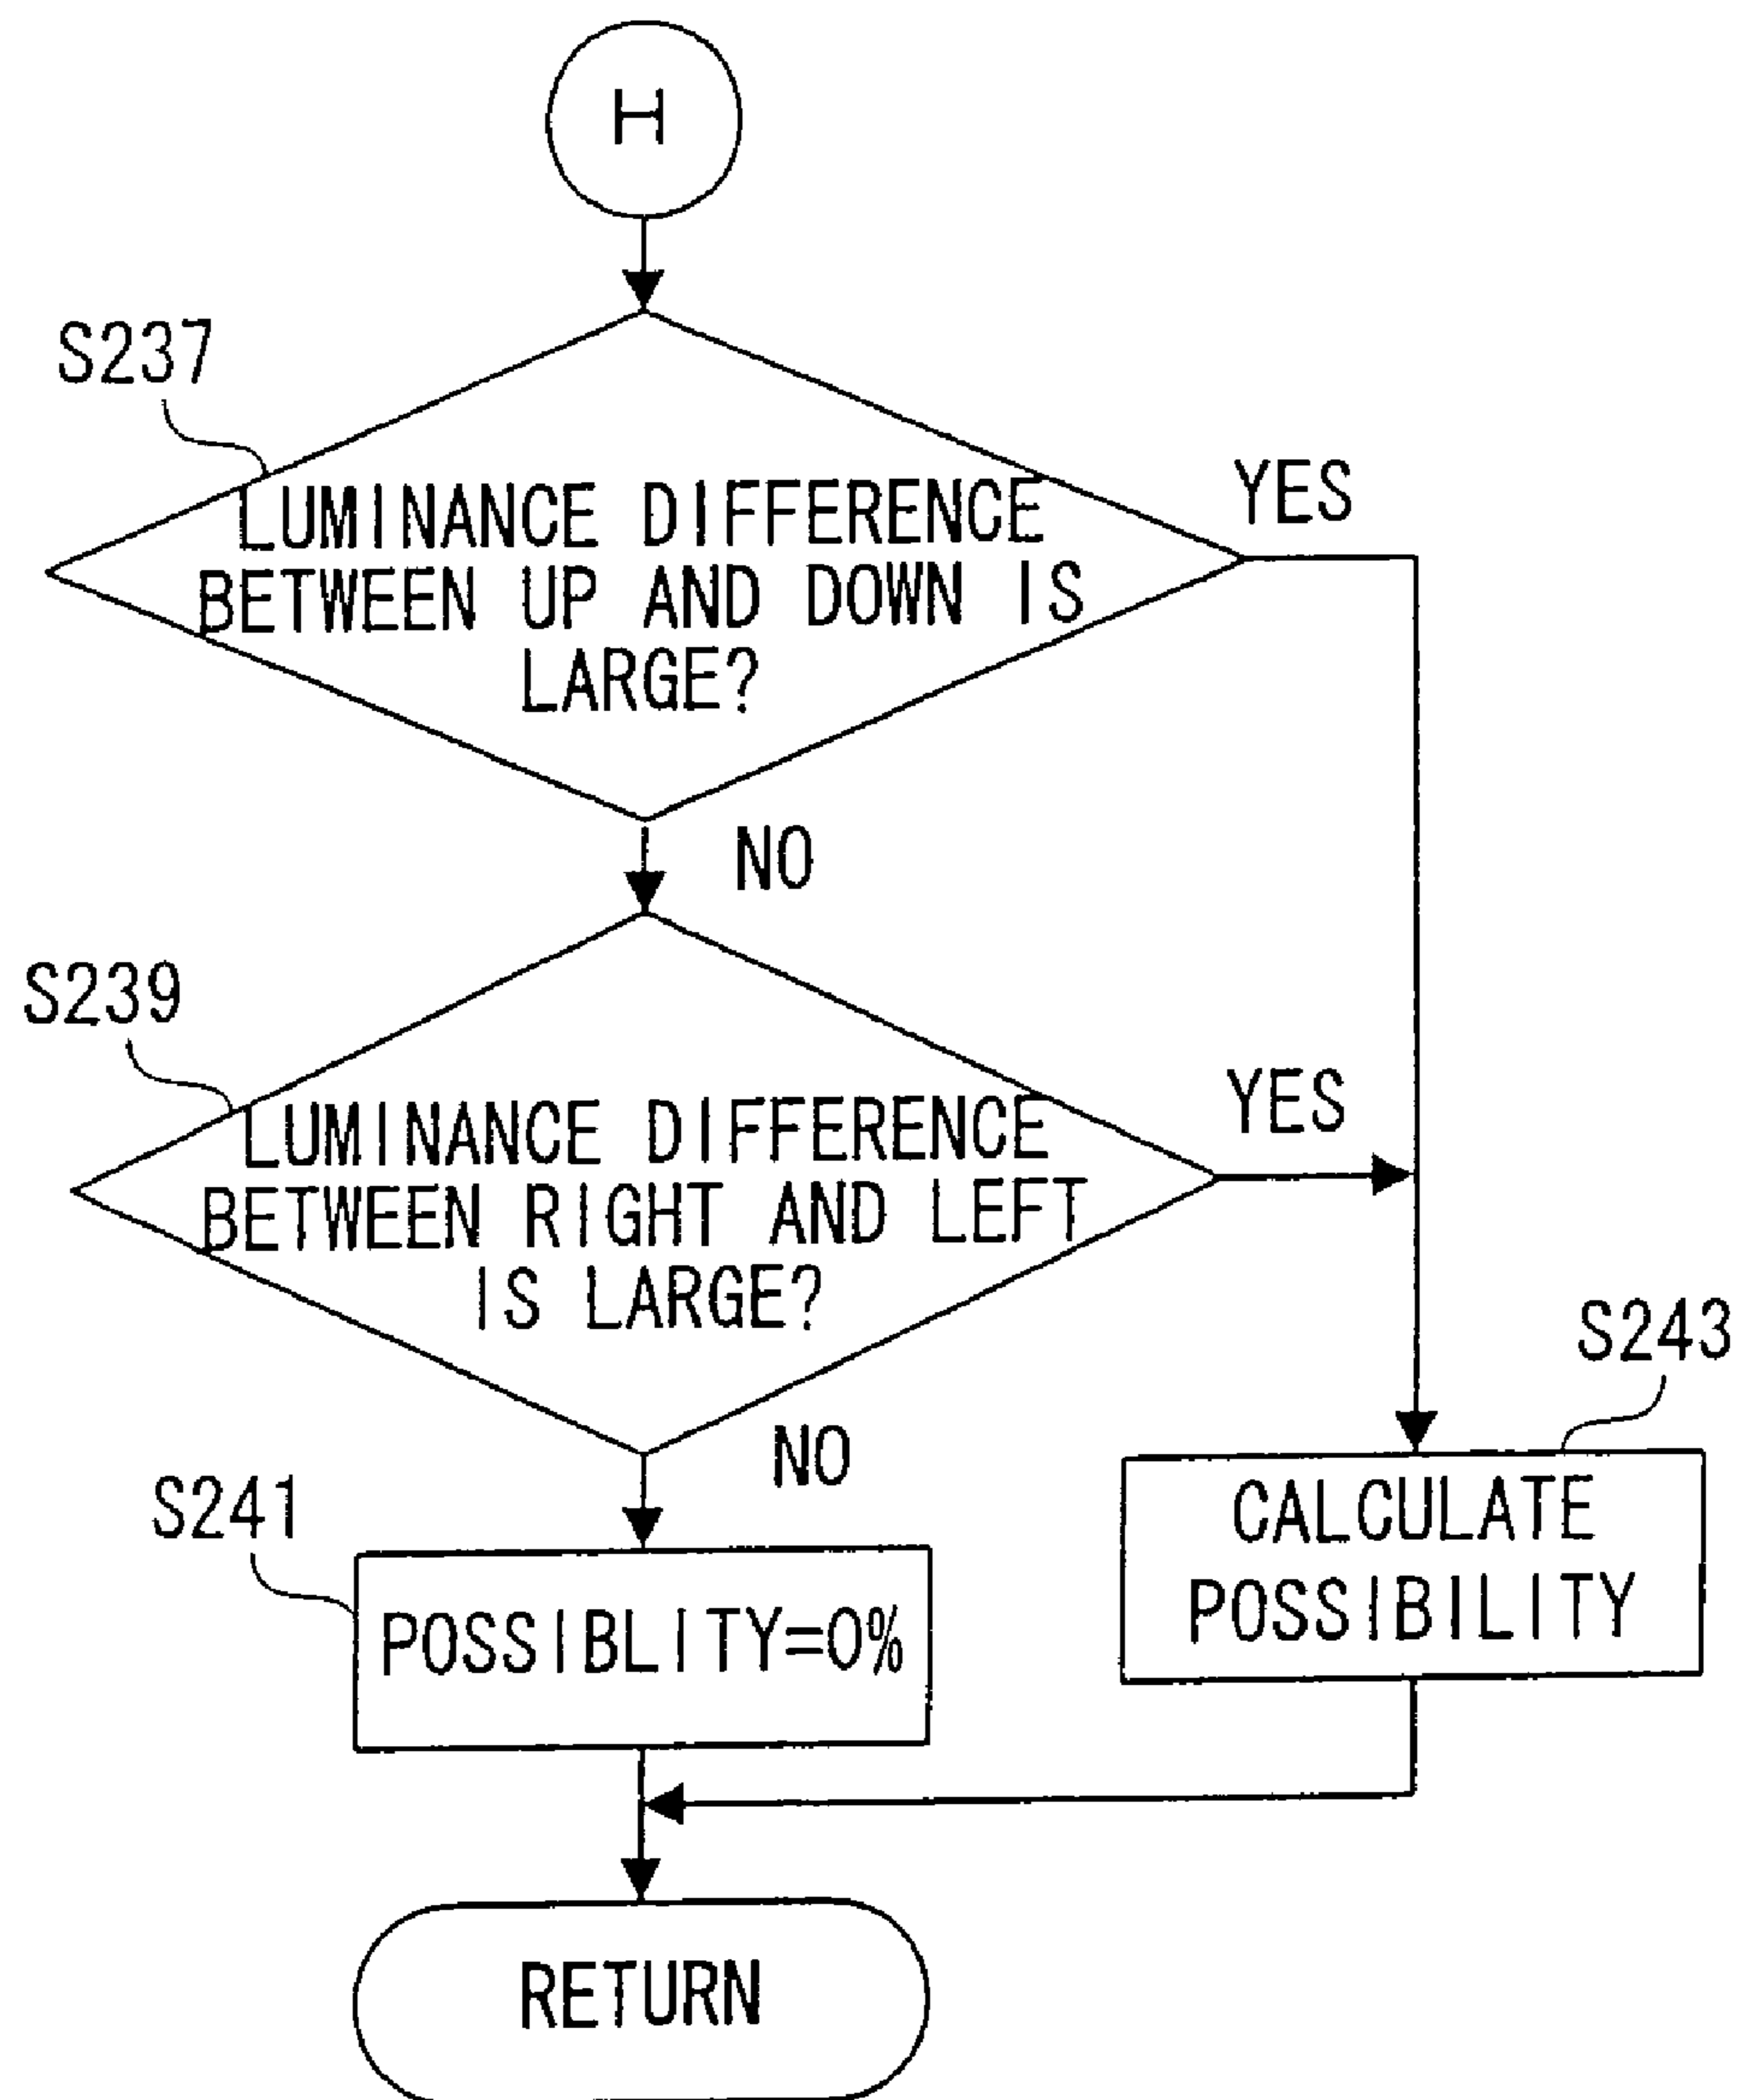 H
S237
YES
LUMINANCE DIFFERENCE
BETWEEN UP AND DOWN IS
LARGE?
NO
S239
YES
LUMINANCE DIFFERENCE
BETWEEN RIGHT AND LEFT
IS LARGE?
S243
NO
S241
CALCULATE
POSSIBILITY
POSSIBLITY=0%
RETURN